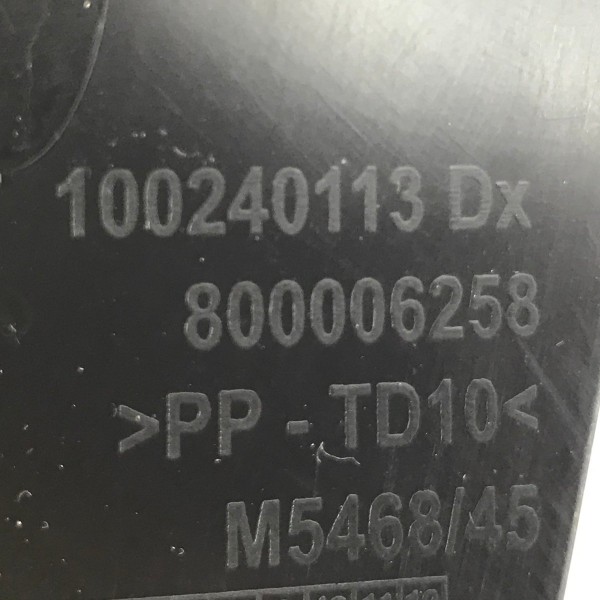 100240113 Dx
800006258
>PP - TD10<
M5468/45